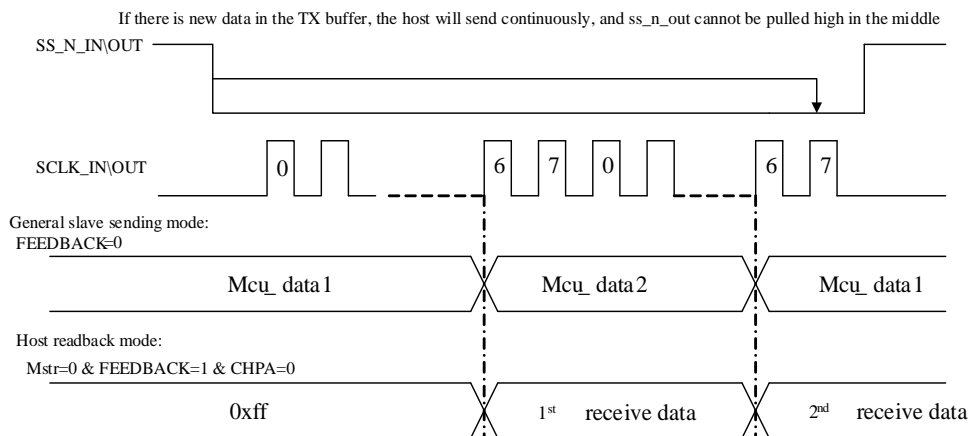 If there is new data in the TX buffer, the host will send continuously, and ss_n_out cannot be pulled high in the middle
SS_N_IN\OUT
SCLK_IN\OUT
0 6 7 0 6 7
General slave sending mode:
FEEDBACK=0
Mcu_ data1 Mcu_ data2 Mcu_ data1
Host readback mode:
Mstr=0 & FEEDBACK=1 & CHPA=0
0xff 1st receive data 2nd receive data